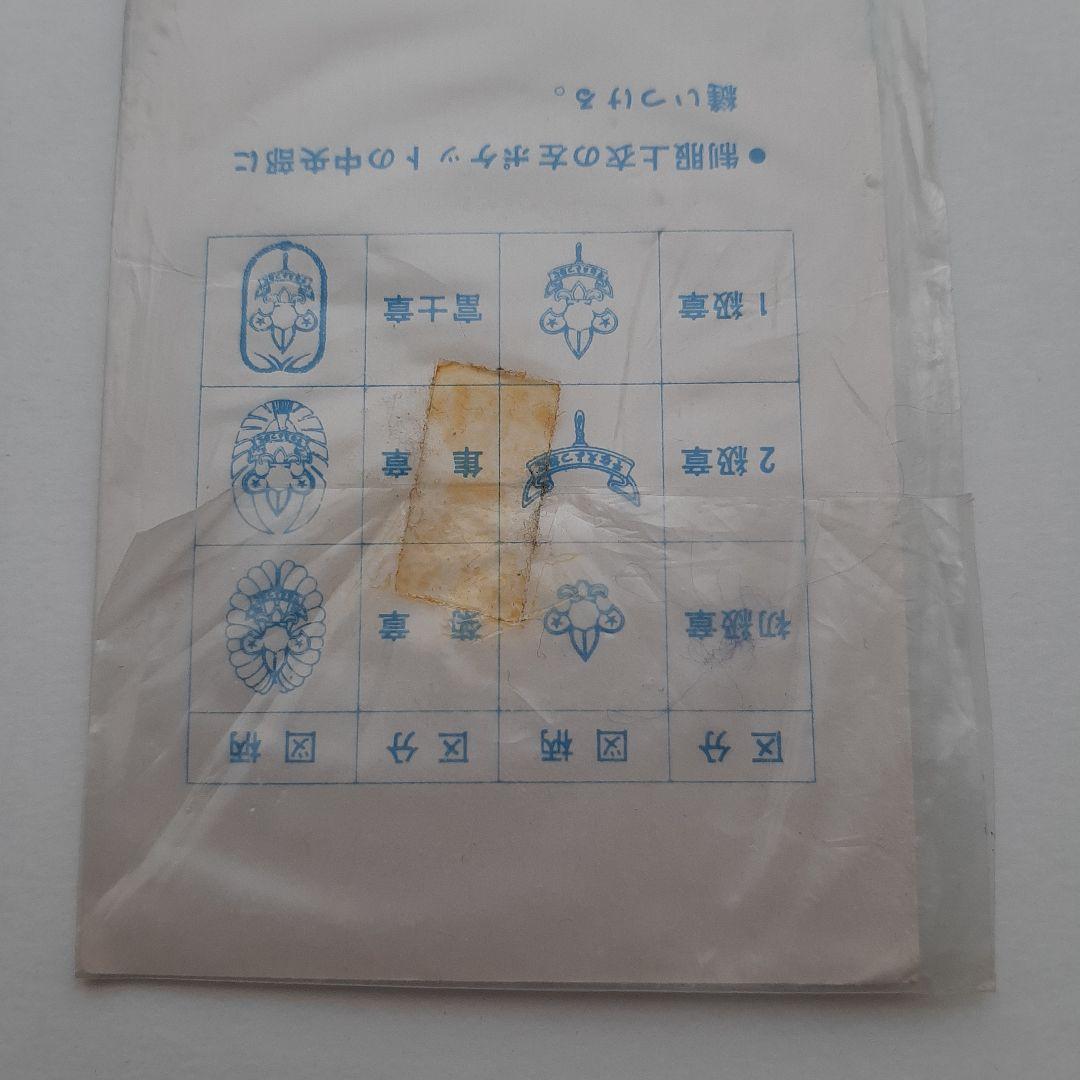 区分 図柄 区分 図柄
初級章 菊 章
2級章 隼 章
1級章 富士章
●制服上衣の左ポケットの中央部に
縫いつける。